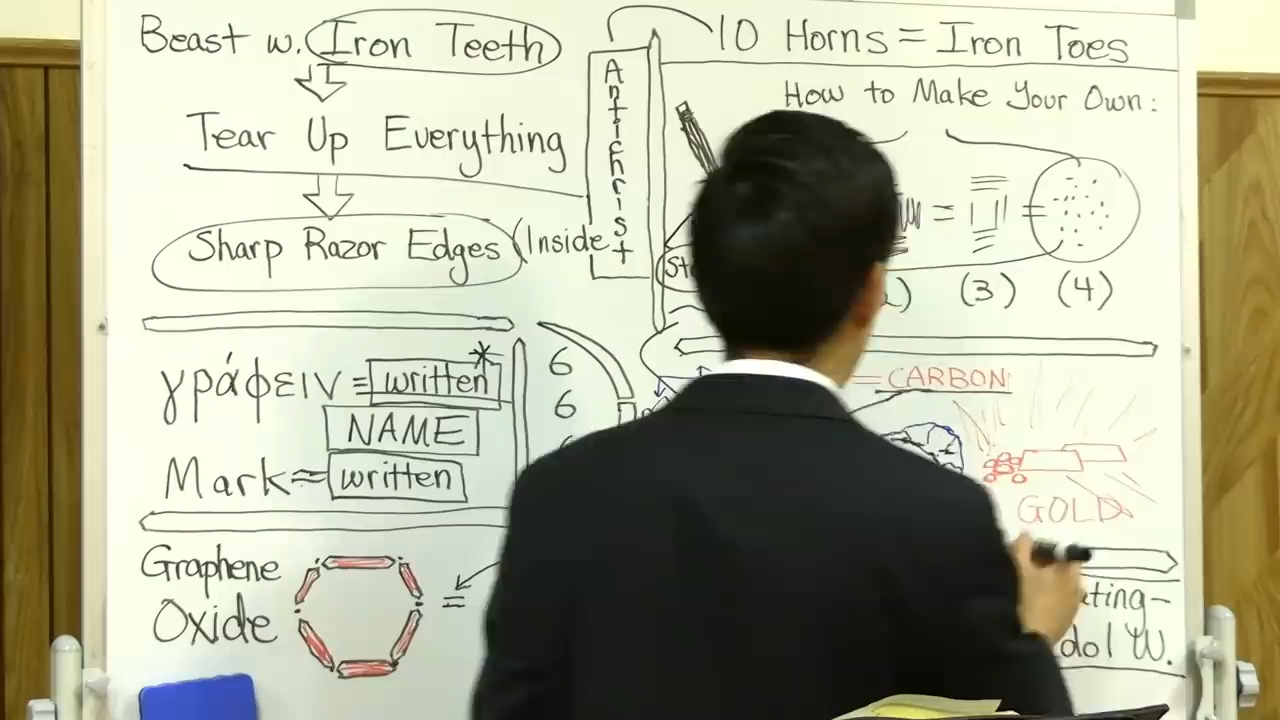 Beast w. Iron Teeth
Tear Up Everything
Sharp Razor Edges (Inside
Antichrist
10 Horns = Iron Toes
How to Make Your Own:
= =
(3) (4)
γράφειν = written*
NAME
Mark ≈ written
6
6
= CARBON
GOLD
Graphene
Oxide
=